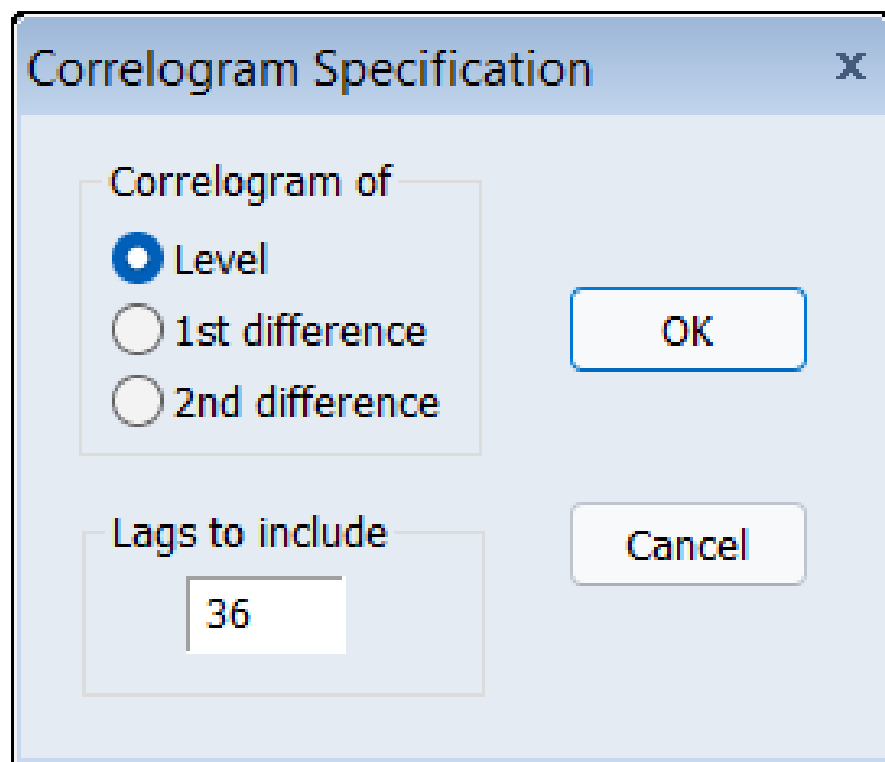 Correlogram Specification x
Correlogram of
Level
1st difference
2nd difference
OK
Lags to include
36
Cancel